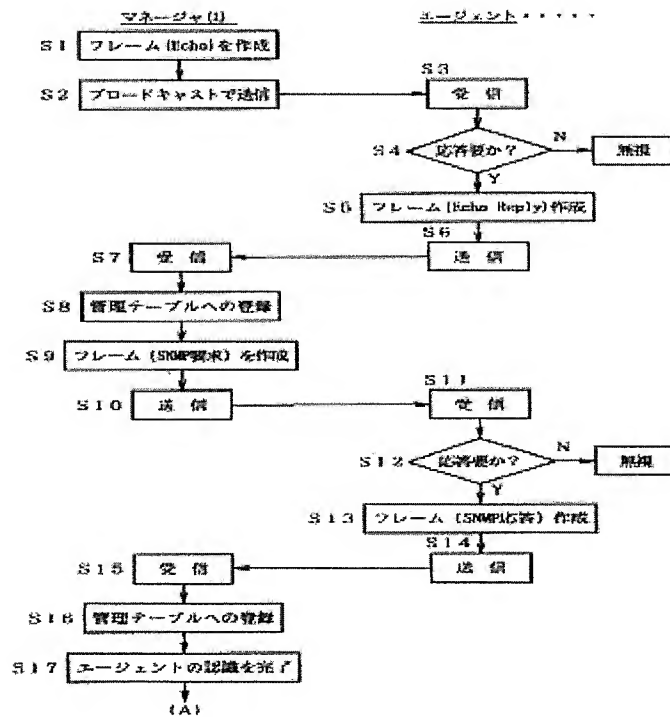 マネージャ(1) エージェント・・・・・
S1 フレーム(Echo)を作成
S2 ブロードキャストで送信
S3 受信
S4 応答要か? N 無視
Y
S5 フレーム(Echo Reply)作成
S6 送信
S7 受信
S8 管理テーブルへの登録
S9 フレーム(SNMP要求)を作成
S10 送信
S11 受信
S12 応答要か? N 無視
Y
S13 フレーム(SNMP応答)作成
S14 送信
S15 受信
S16 管理テーブルへの登録
S17 エージェントの認識を完了
(A)